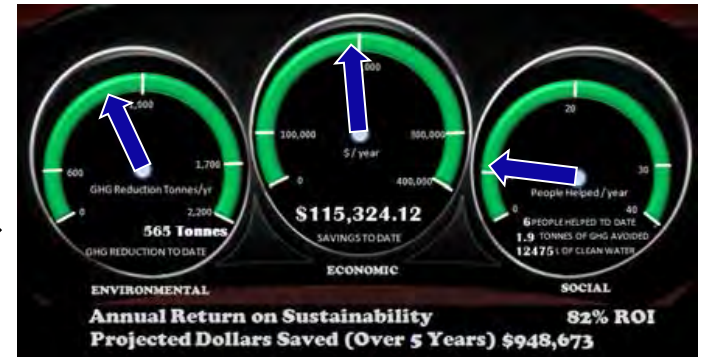 1,000
600
1,700
GHG Reduction Tonnes/yr
0
2,200
565 Tonnes
GHG REDUCTION TO DATE
ENVIRONMENTAL
100,000
300,000
$ / year
0
400,000
$115,324.12
SAVINGS TO DATE
ECONOMIC
20
30
People Helped / year
0
40
6 PEOPLE HELPED TO DATE
1.9 TONNES OF GHG AVOIDED
12475 L OF CLEAN WATER
SOCIAL
Annual Return on Sustainability 82% ROI
Projected Dollars Saved (Over 5 Years) $948,673